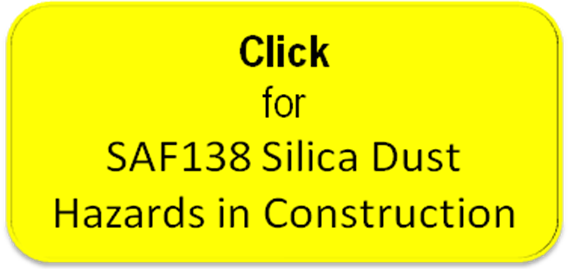 Click
for
SAF138 Silica Dust
Hazards in Construction